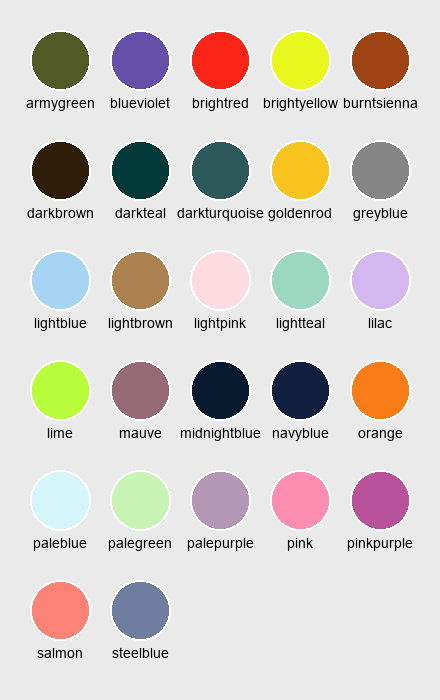 armygreen blueviolet brightred brightyellow burntsienna
darkbrown darkteal darkturquoise goldenrod greyblue
lightblue lightbrown lightpink lightteal lilac
lime mauve midnightblue navyblue orange
paleblue palegreen palepurple pink pinkpurple
salmon steelblue